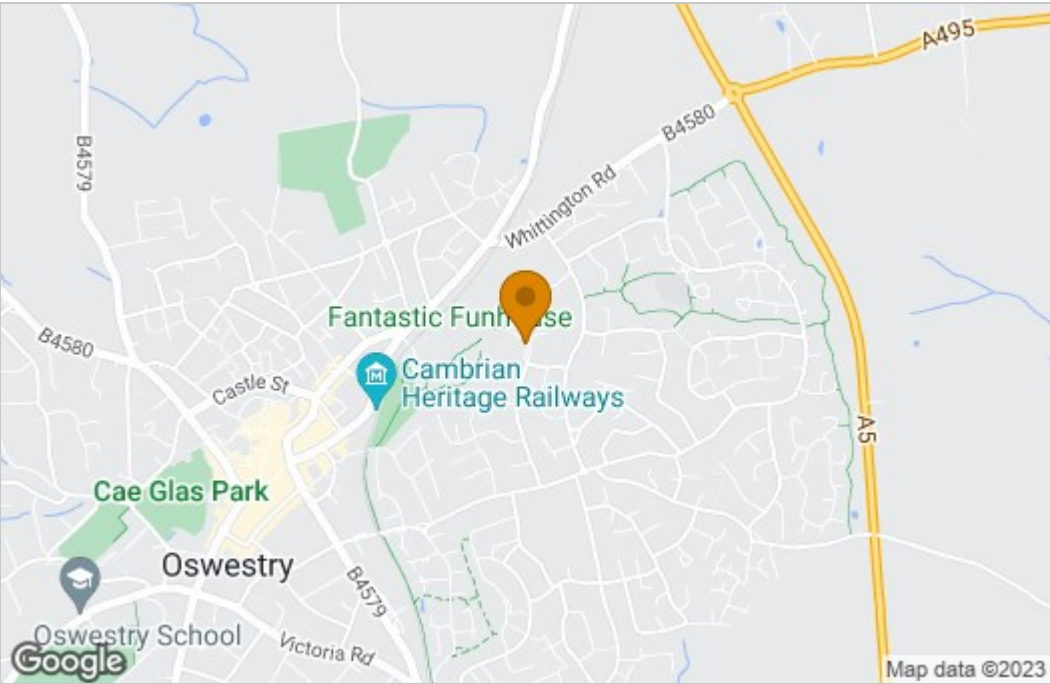 A495
B4580
B4579
Whittington Rd
Fantastic Funh use
B4580
Cambrian
Heritage Railways
Castle St
A5
Cae Glas Park
Oswestry
B4579
Oswestry School
Victoria Rd
Google
Map data ©2023